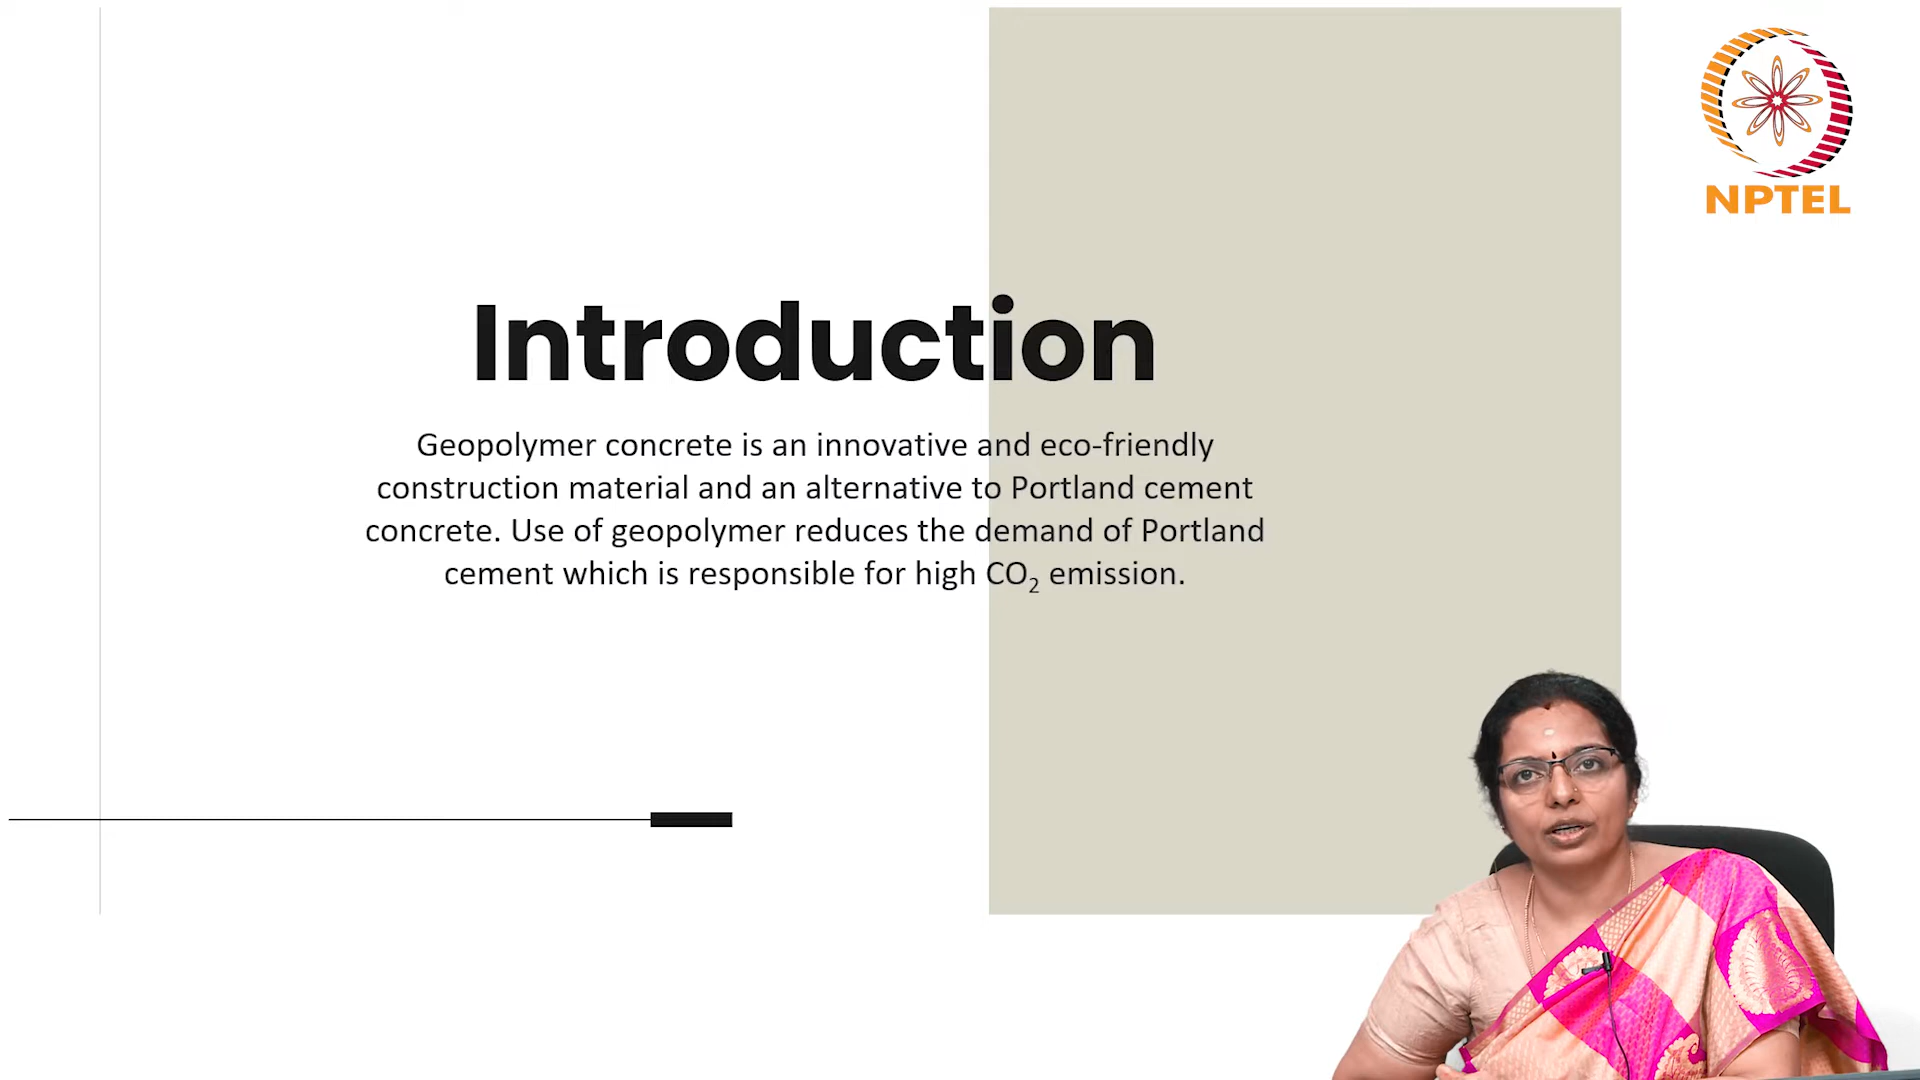 NPTEL
Introduction
Geopolymer concrete is an innovative and eco-friendly
construction material and an alternative to Portland cement
concrete. Use of geopolymer reduces the demand of Portland
cement which is responsible for high CO₂ emission.